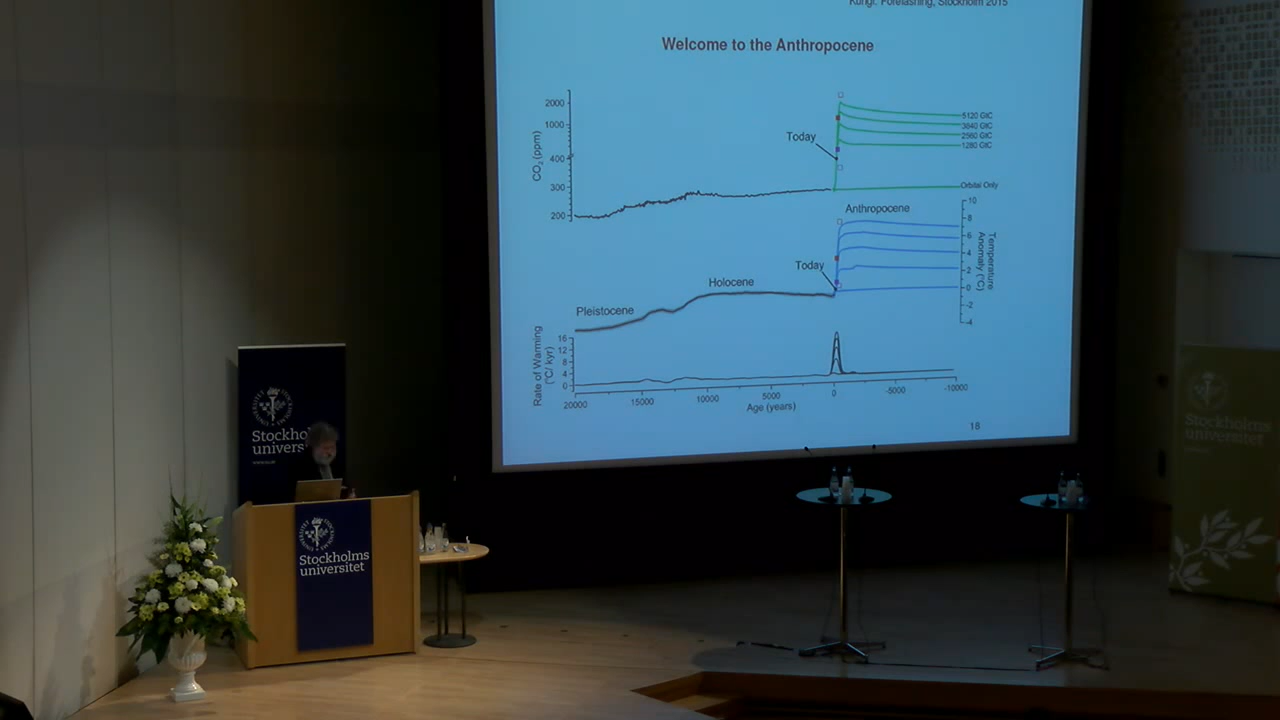 Kungl. Föreläsning, Stockholm 2015
Welcome to the Anthropocene
CO2 (ppm)
2000
1000
400
300
200
Today
5120 GtC
3840 GtC
2560 GtC
1280 GtC
Orbital Only
Anthropocene
Today
Holocene
Pleistocene
10
8
6
4
2
0
-2
-4
Temperature
Anomaly (°C)
Rate of Warming
(°C/ kyr)
16
12
8
4
0
20000
15000
10000
5000
0
-5000
-10000
Age (years)
18
Stockho
univers
Stockholms
universitet
Stockholms
universitet